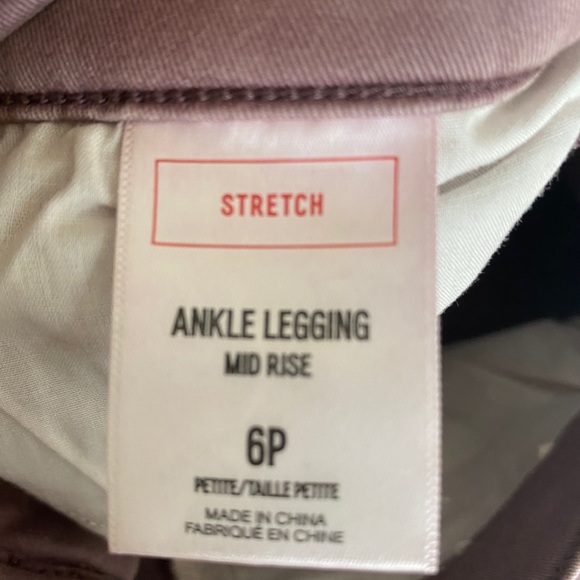 STRETCH
ANKLE LEGGING
MID RISE
6P
PETITE/TAILLE PETITE
MADE IN CHINA
FABRIQUÉ EN CHINE